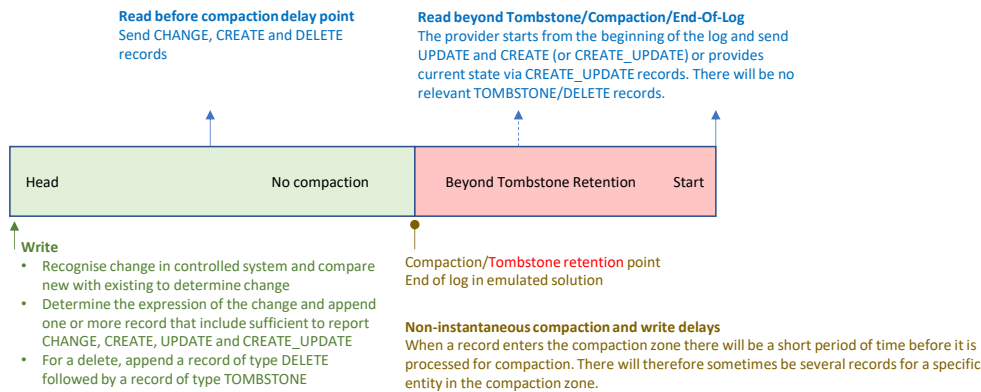 Read before compaction delay point
Send CHANGE, CREATE and DELETE
records
Read beyond Tombstone/Compaction/End-Of-Log
The provider starts from the beginning of the log and send
UPDATE and CREATE (or CREATE_UPDATE) or provides
current state via CREATE_UPDATE records. There will be no
relevant TOMBSTONE/DELETE records.
Head
No compaction
Beyond Tombstone Retention
Start
Write
• Recognise change in controlled system and compare
new with existing to determine change
• Determine the expression of the change and append
one or more record that include sufficient to report
CHANGE, CREATE, UPDATE and CREATE_UPDATE
• For a delete, append a record of type DELETE
followed by a record of type TOMBSTONE
Compaction/Tombstone retention point
End of log in emulated solution
Non-instantaneous compaction and write delays
When a record enters the compaction zone there will be a short period of time before it is
processed for compaction. There will therefore sometimes be several records for a specific
entity in the compaction zone.